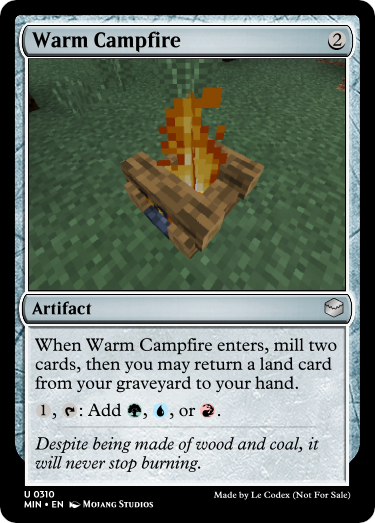 Warm Campfire 2
Artifact
When Warm Campfire enters, mill two
cards, then you may return a land card
from your graveyard to your hand.
1, : Add , , or .
Despite being made of wood and coal, it
will never stop burning.
U 0310
MIN • EN Mojang Studios
Made by Le Codex (Not For Sale)